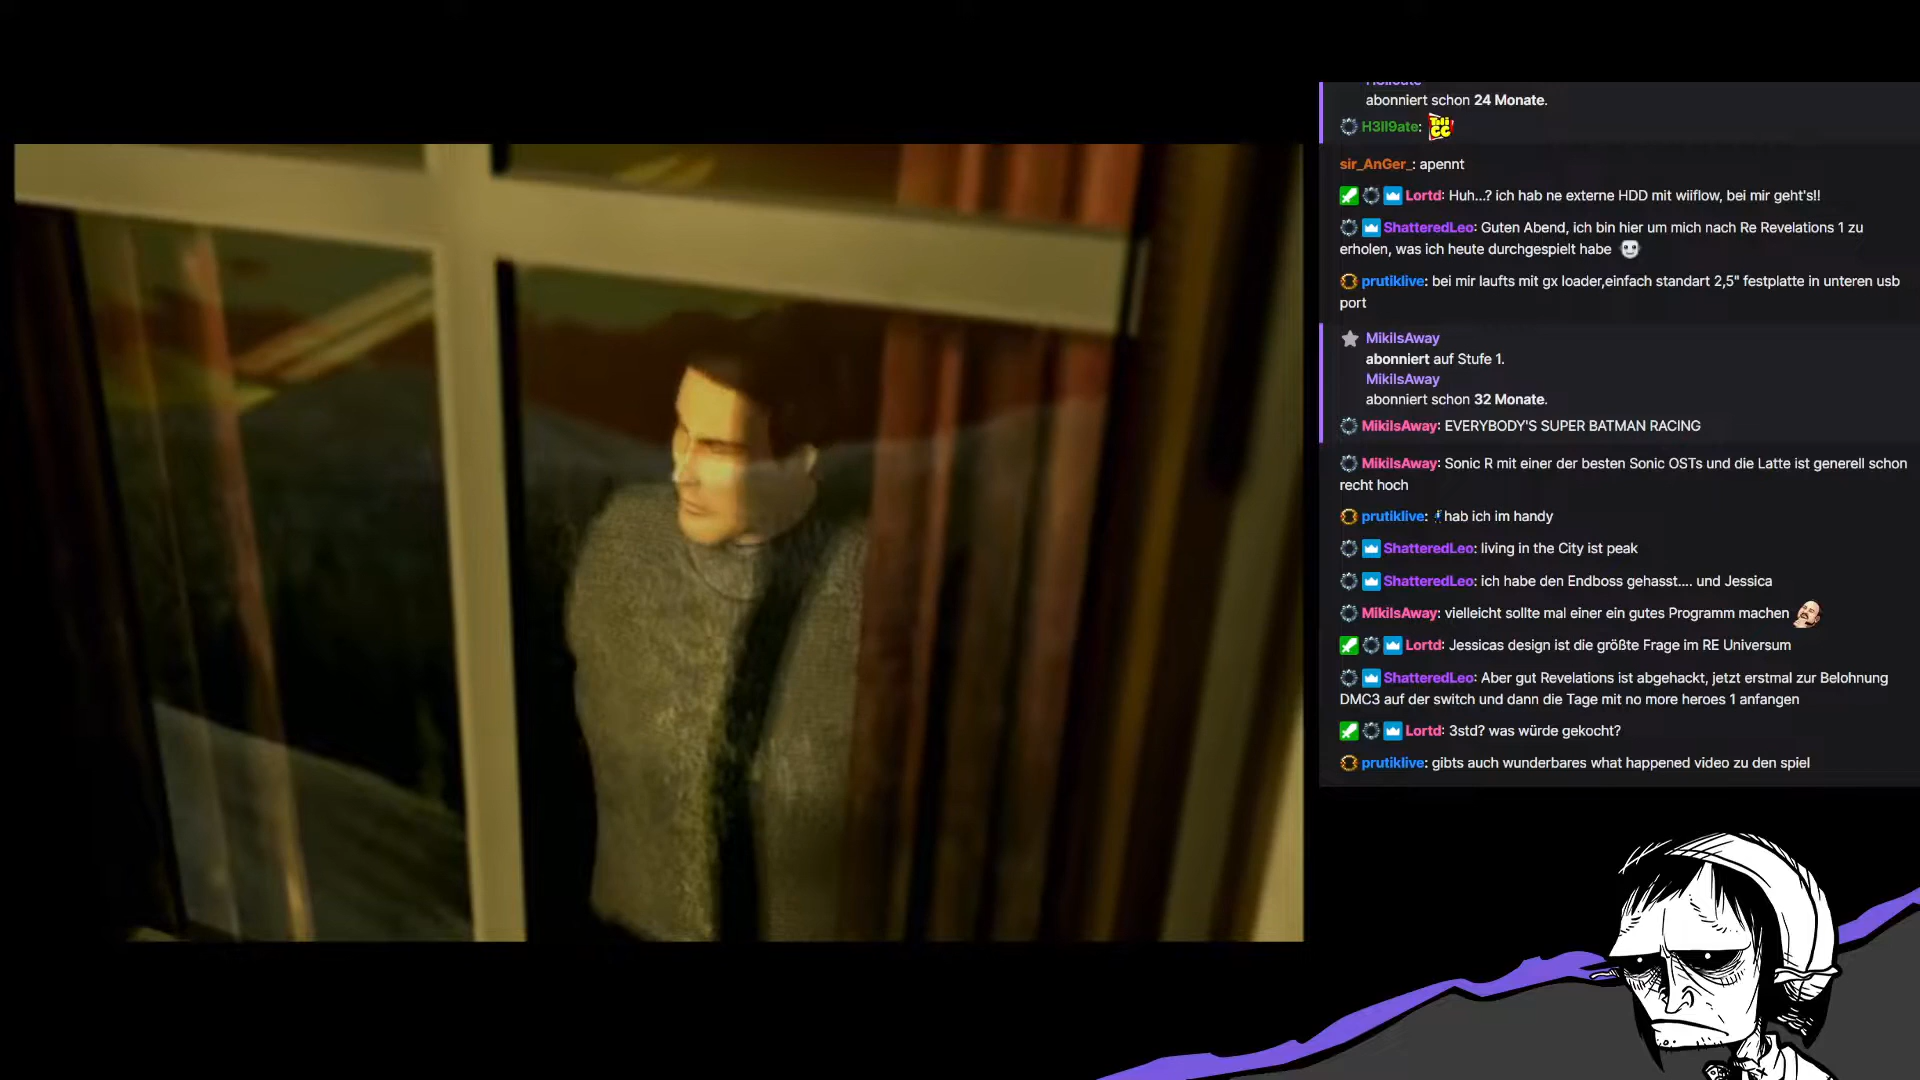 abonniert schon 24 Monate.
H3ll9ate:
sir_AnGer_: apennt
Lortd: Huh...? ich hab ne externe HDD mit wiiflow, bei mir geht's!!
ShatteredLeo: Guten Abend, ich bin hier um mich nach Re Revelations 1 zu
erholen, was ich heute durchgespielt habe
prutiklive: bei mir laufts mit gx loader,einfach standart 2,5" festplatte in unteren usb
port
MikiIsAway
abonniert auf Stufe 1.
MikiIsAway
abonniert schon 32 Monate.
MikiIsAway: EVERYBODY'S SUPER BATMAN RACING
MikiIsAway: Sonic R mit einer der besten Sonic OSTs und die Latte ist generell schon
recht hoch
prutiklive: hab ich im handy
ShatteredLeo: living in the City ist peak
ShatteredLeo: ich habe den Endboss gehasst.... und Jessica
MikiIsAway: vielleicht sollte mal einer ein gutes Programm machen
Lortd: Jessicas design ist die größte Frage im RE Universum
ShatteredLeo: Aber gut Revelations ist abgehackt, jetzt erstmal zur Belohnung
DMC3 auf der switch und dann die Tage mit no more heroes 1 anfangen
Lortd: 3std? was würde gekocht?
prutiklive: gibts auch wunderbares what happened video zu den spiel